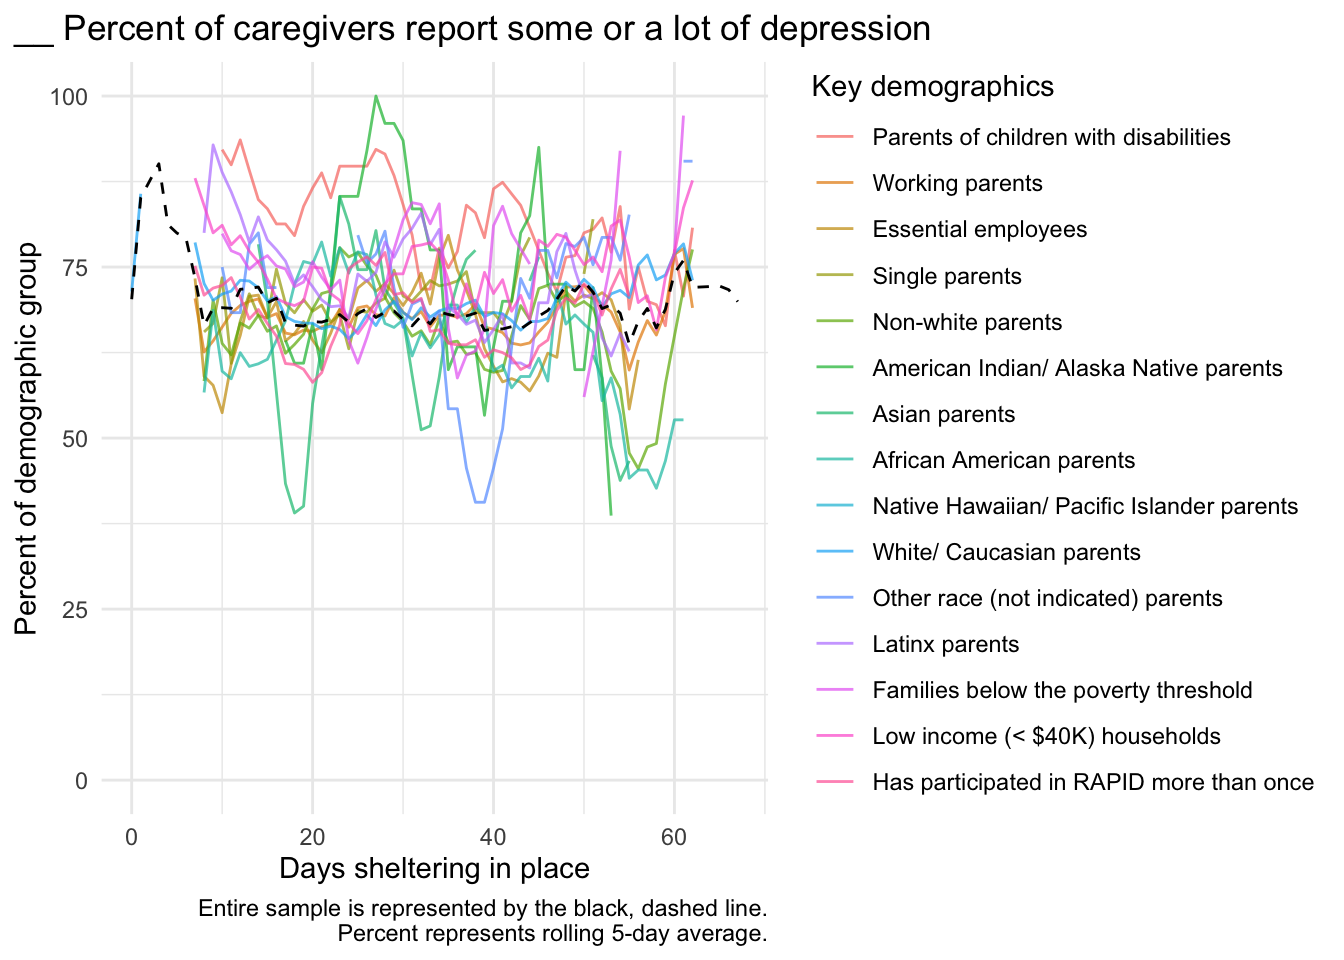 __ Percent of caregivers report some or a lot of depression
Percent of demographic group
100
75
50
25
0
0 20 40 60
Days sheltering in place
Entire sample is represented by the black, dashed line.
Percent represents rolling 5-day average.
Key demographics
Parents of children with disabilities
Working parents
Essential employees
Single parents
Non-white parents
American Indian/ Alaska Native parents
Asian parents
African American parents
Native Hawaiian/ Pacific Islander parents
White/ Caucasian parents
Other race (not indicated) parents
Latinx parents
Families below the poverty threshold
Low income (< $40K) households
Has participated in RAPID more than once